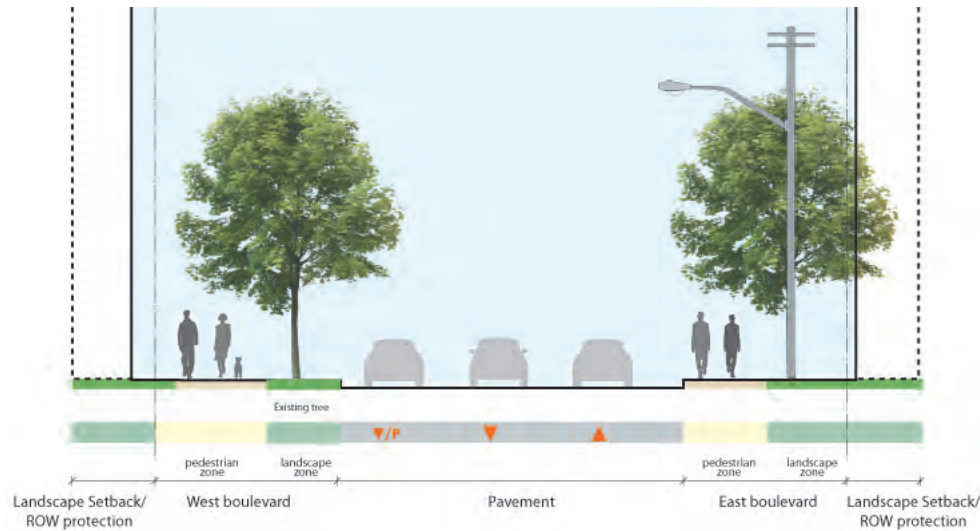 Existing tree
▼/P ▼ ▲
pedestrian
zone
landscape
zone
pedestrian
zone
landscape
zone
Landscape Setback/
ROW protection
West boulevard
Pavement
East boulevard
Landscape Setback/
ROW protection